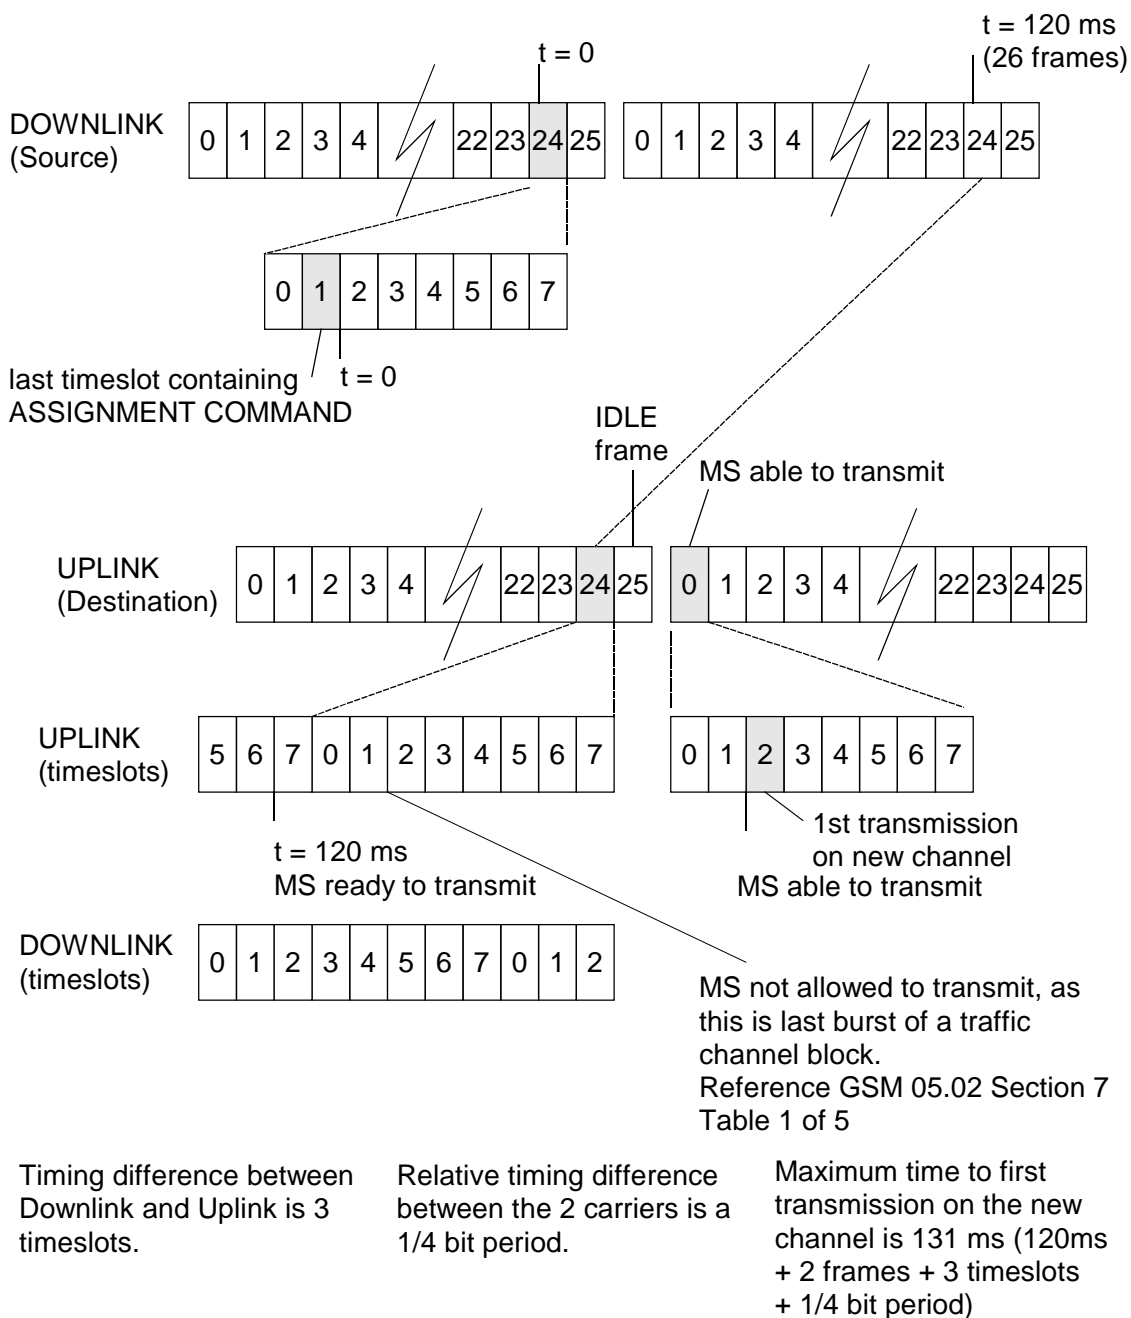 t = 120 ms
(26 frames)
t = 0
DOWNLINK
(Source)
0 1 2 3 4 22 23 24 25 0 1 2 3 4 22 23 24 25
0 1 2 3 4 5 6 7
last timeslot containing
ASSIGNMENT COMMAND
t = 0
IDLE
frame
MS able to transmit
UPLINK
(Destination)
0 1 2 3 4 22 23 24 25 0 1 2 3 4 22 23 24 25
UPLINK
(timeslots)
5 6 7 0 1 2 3 4 5 6 7 0 1 2 3 4 5 6 7
t = 120 ms
MS ready to transmit
1st transmission
on new channel
MS able to transmit
DOWNLINK
(timeslots)
0 1 2 3 4 5 6 7 0 1 2
MS not allowed to transmit, as
this is last burst of a traffic
channel block.
Reference GSM 05.02 Section 7
Table 1 of 5
Timing difference between
Downlink and Uplink is 3
timeslots.
Relative timing difference
between the 2 carriers is a
1/4 bit period.
Maximum time to first
transmission on the new
channel is 131 ms (120ms
+ 2 frames + 3 timeslots
+ 1/4 bit period)